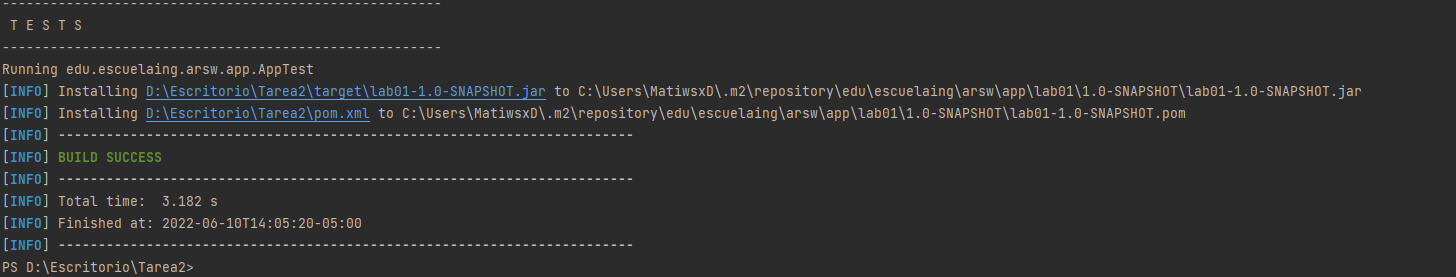 -------------------------------------------------------
 T E S T S
-------------------------------------------------------
Running edu.escuelaing.arsw.app.AppTest
[INFO] Installing D:\Escritorio\Tarea2\target\lab01-1.0-SNAPSHOT.jar to C:\Users\MatiwsxD\.m2\repository\edu\escuelaing\arsw\app\lab01\1.0-SNAPSHOT\lab01-1.0-SNAPSHOT.jar
[INFO] Installing D:\Escritorio\Tarea2\pom.xml to C:\Users\MatiwsxD\.m2\repository\edu\escuelaing\arsw\app\lab01\1.0-SNAPSHOT\lab01-1.0-SNAPSHOT.pom
[INFO] ------------------------------------------------------------------------
[INFO] BUILD SUCCESS
[INFO] ------------------------------------------------------------------------
[INFO] Total time:  3.182 s
[INFO] Finished at: 2022-06-10T14:05:20-05:00
[INFO] ------------------------------------------------------------------------
PS D:\Escritorio\Tarea2>